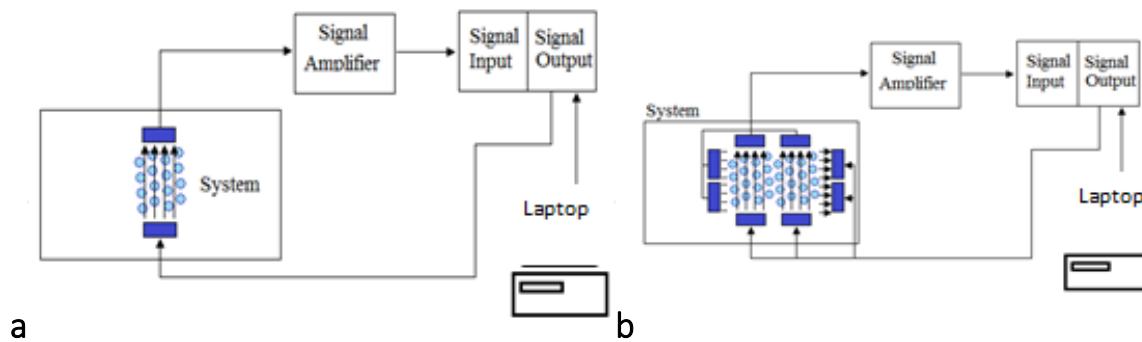 Signal
Amplifier
Signal
Input
Signal
Output
System
Laptop
a
Signal
Amplifier
Signal
Input
Signal
Output
System
Laptop
b